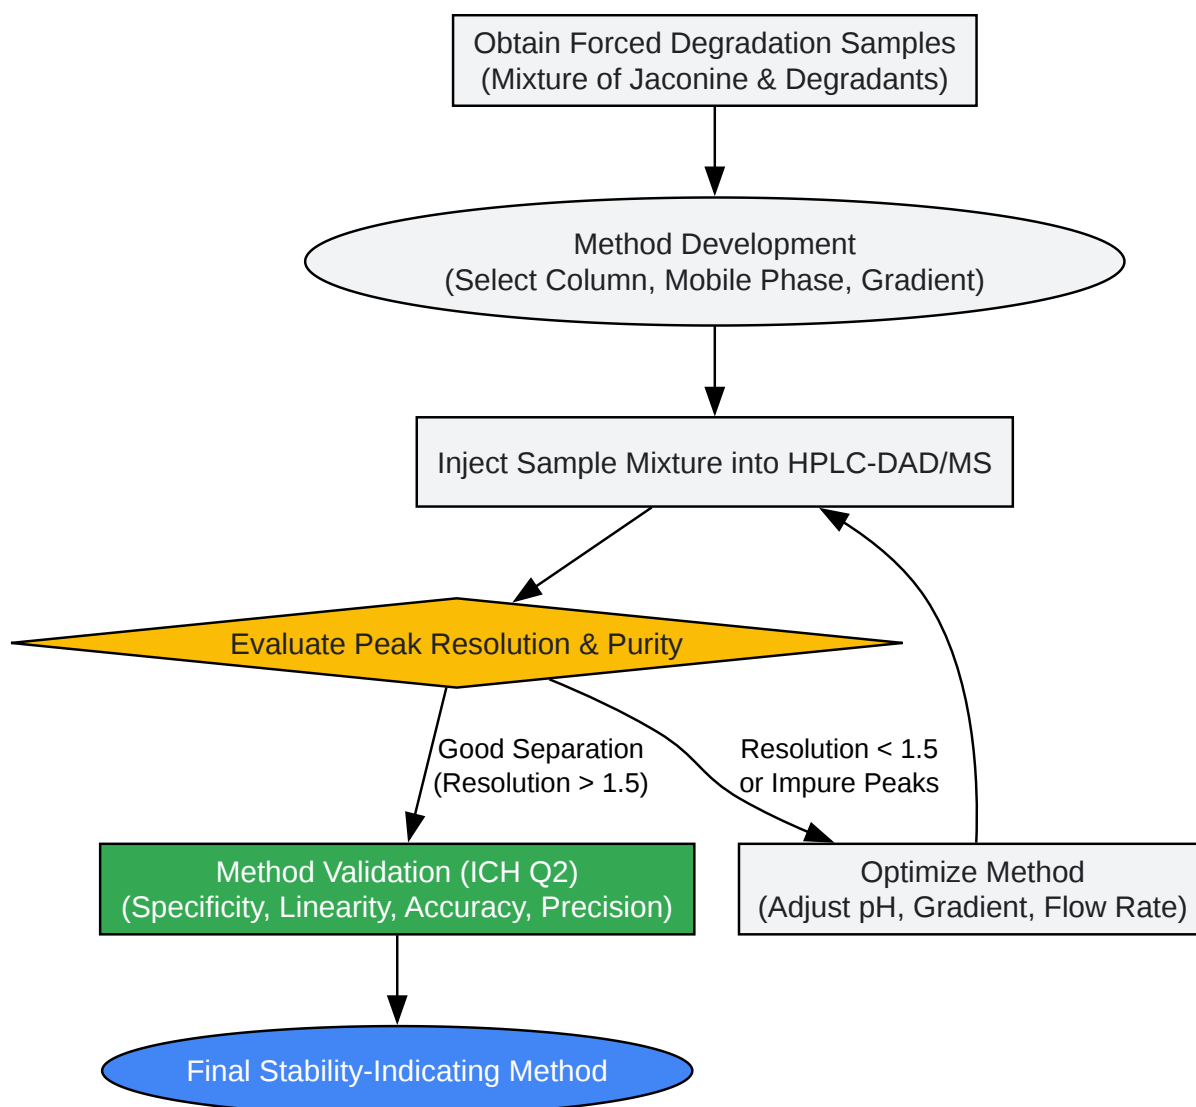 Obtain Forced Degradation Samples
(Mixture of Jaconine & Degradants)
Method Development
(Select Column, Mobile Phase, Gradient)
Inject Sample Mixture into HPLC-DAD/MS
Evaluate Peak Resolution & Purity
Good Separation
(Resolution > 1.5)
Resolution < 1.5
or Impure Peaks
Method Validation (ICH Q2)
(Specificity, Linearity, Accuracy, Precision)
Optimize Method
(Adjust pH, Gradient, Flow Rate)
Final Stability-Indicating Method